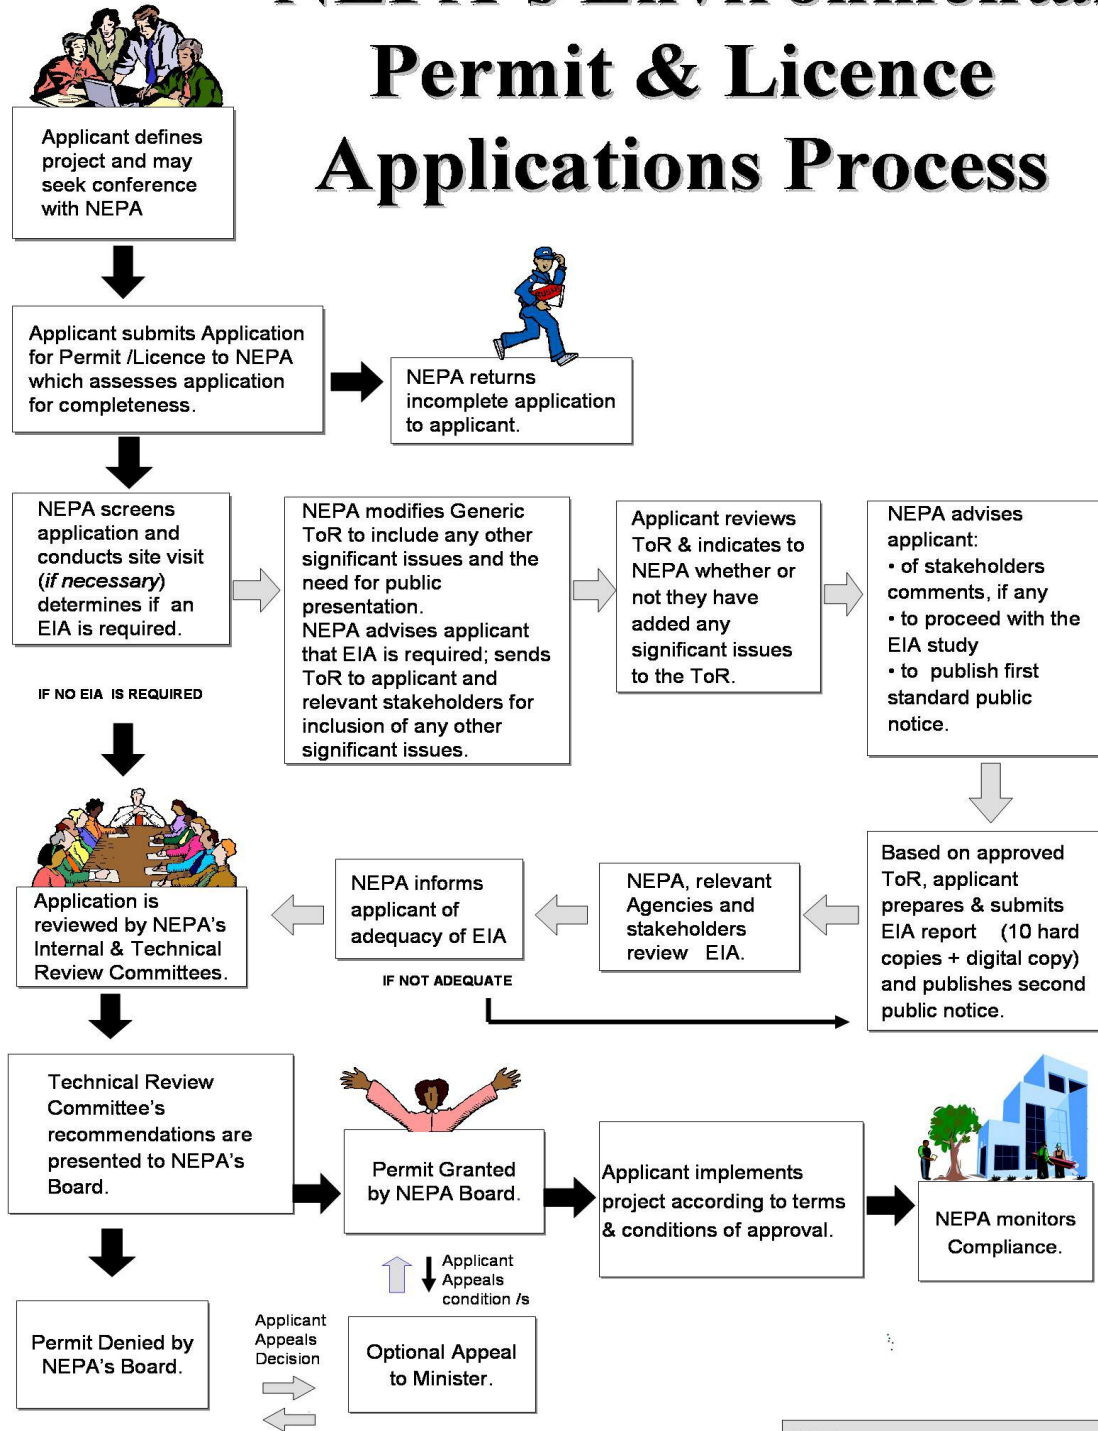 NEPA's Environmental
Permit & Licence
Applications Process
Applicant defines
project and may
seek conference
with NEPA
Applicant submits Application
for Permit /Licence to NEPA
which assesses application
for completeness.
NEPA returns
incomplete application
to applicant.
NEPA screens
application and
conducts site visit
(if necessary)
determines if an
EIA is required.
IF NO EIA IS REQUIRED
NEPA modifies Generic
ToR to include any other
significant issues and the
need for public
presentation.
NEPA advises applicant
that EIA is required; sends
ToR to applicant and
relevant stakeholders for
inclusion of any other
significant issues.
Applicant reviews
ToR & indicates to
NEPA whether or
not they have
added any
significant issues
to the ToR.
NEPA advises
applicant:
• of stakeholders
comments, if any
• to proceed with the
EIA study
• to publish first
standard public
notice.
Based on approved
ToR, applicant
prepares & submits
EIA report (10 hard
copies + digital copy)
and publishes second
public notice.
NEPA, relevant
Agencies and
stakeholders
review EIA.
NEPA informs
applicant of
adequacy of EIA
IF NOT ADEQUATE
Application is
reviewed by NEPA's
Internal & Technical
Review Committees.
Technical Review
Committee's
recommendations are
presented to NEPA's
Board.
Permit Granted
by NEPA Board.
Applicant implements
project according to terms
& conditions of approval.
NEPA monitors
Compliance.
Applicant
Appeals
condition /s
Permit Denied by
NEPA's Board.
Applicant
Appeals
Decision
Optional Appeal
to Minister.